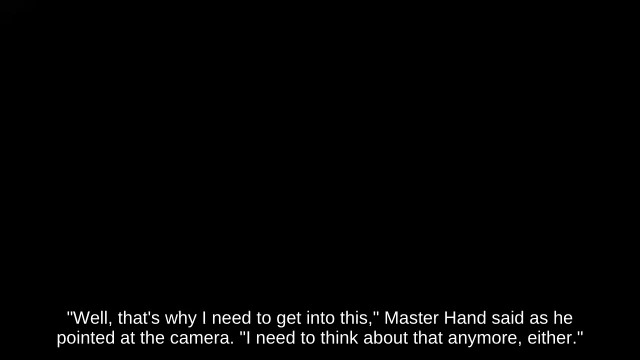 "Well, that's why I need to get into this," Master Hand said as he
pointed at the camera. "I need to think about that anymore, either."